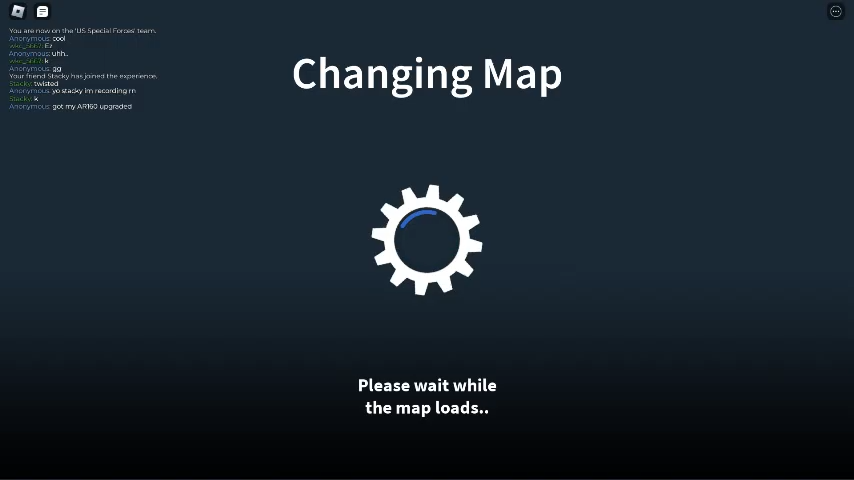 You are now on the 'US Special Forces' team.
Anonymous: cool
Anonymous: uhh..
Anonymous: gg
Your friend Stacky has joined the experience.
Stacky: twisted
Anonymous: yo stacky im recording rn
Stacky: k
Anonymous: got my AR160 upgraded
Changing Map
Please wait while
the map loads..